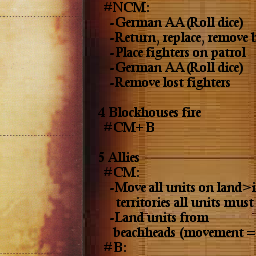 #NCM:
-German AA (Roll dice)
-Return, replace, remove
-Place fighters on patrol
-German AA (Roll dice)
-Remove lost fighters
4 Blockhouses fire
#CM+B
5 Allies
#CM:
-Move all units on land>
territories all units must
-Land units from
beachheads (movement =
#B: